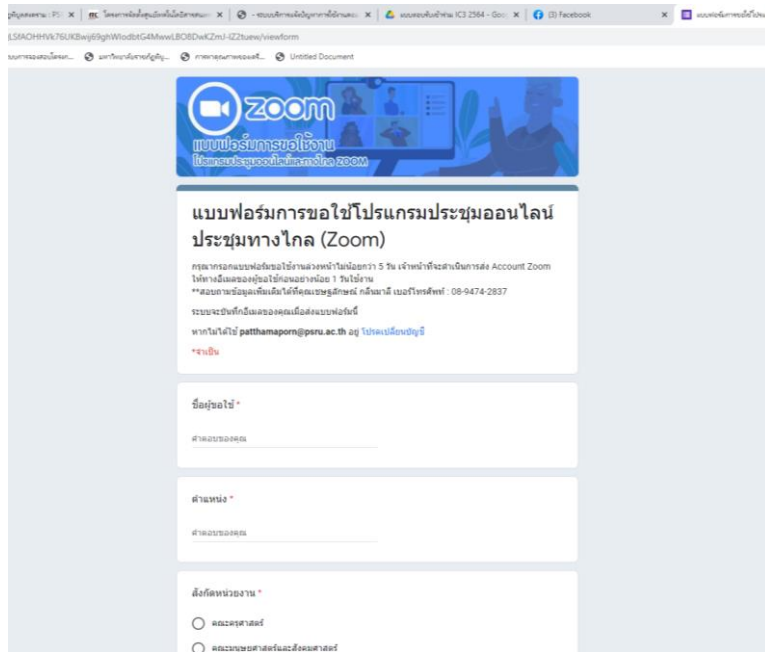 IC3 2564 - Goo
(3) Facebook
Untitled Document
zoom
แบบฟอร์มการขอใช้งาน
โปรแกรมประชุมออนไลน์และทางไกล ZOOM
แบบฟอร์มการขอใช้โปรแกรมประชุมออนไลน์
ประชุมทางไกล (Zoom)
กรุณากรอกแบบฟอร์มขอใช้งานล่วงหน้าไม่น้อยกว่า 5 วัน เจ้าหน้าที่จะดำเนินการส่ง Account Zoom
ให้ทางอีเมลของผู้ขอใช้ก่อนอย่างน้อย 1 วันใช้งาน
**สอบถามข้อมูลเพิ่มเติมได้ที่คุณเชษฐลักษณ์ กลิ่นมาลี เบอร์โทรศัพท์ : 08-9474-2837
ระบบจะบันทึกอีเมลของคุณเมื่อส่งแบบฟอร์มนี้
หากไม่ได้ใช้ patthamaporn@psru.ac.th อยู่ โปรดเปลี่ยนบัญชี
*จำเป็น
ชื่อผู้ขอใช้ *
คำตอบของคุณ
ตำแหน่ง *
คำตอบของคุณ
สังกัดหน่วยงาน *
คณะครุศาสตร์
คณะมนุษยศาสตร์และสังคมศาสตร์